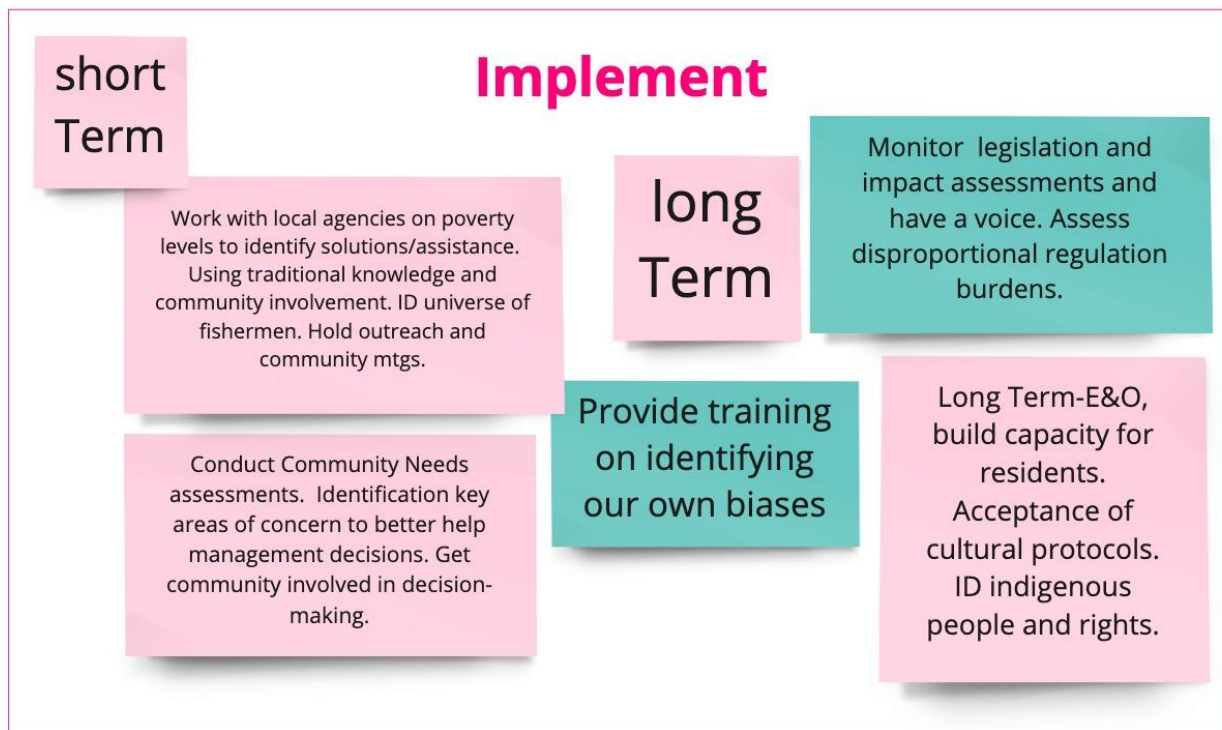 Implement
short
Term
Work with local agencies on poverty
levels to identify solutions/assistance.
Using traditional knowledge and
community involvement. ID universe of
fishermen. Hold outreach and
community mtgs.
Conduct Community Needs
assessments. Identification key
areas of concern to better help
management decisions. Get
community involved in decision-
making.
Provide training
on identifying
our own biases
long
Term
Monitor legislation and
impact assessments and
have a voice. Assess
disproportional regulation
burdens.
Long Term-E&O,
build capacity for
residents.
Acceptance of
cultural protocols.
ID indigenous
people and rights.